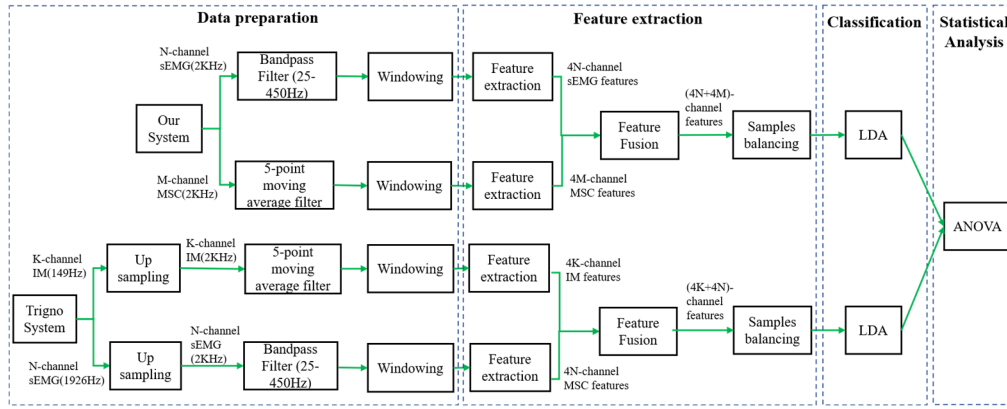 Data preparation
Feature extraction
Classification
Statistical
Analysis
N-channel
sEMG(2KHz)
Bandpass
Filter (25-
450Hz)
Windowing
Feature
extraction
4N-channel
sEMG features
Our
System
(4N+4M)-
channel
features
Feature
Fusion
Samples
balancing
LDA
M-channel
MSC(2KHz)
5-point
moving
average filter
Windowing
Feature
extraction
4M-channel
MSC features
ANOVA
K-channel
IM(149Hz)
Up
sampling
K-channel
IM(2KHz)
5-point
moving
average filter
Windowing
Feature
extraction
4K-channel
IM features
Trigno
System
(4K+4N)-
channel
features
Feature
Fusion
Samples
balancing
LDA
N-channel
sEMG(1926Hz)
Up
sampling
N-channel
sEMG
(2KHz)
Bandpass
Filter (25-
450Hz)
Windowing
Feature
extraction
4N-channel
MSC features